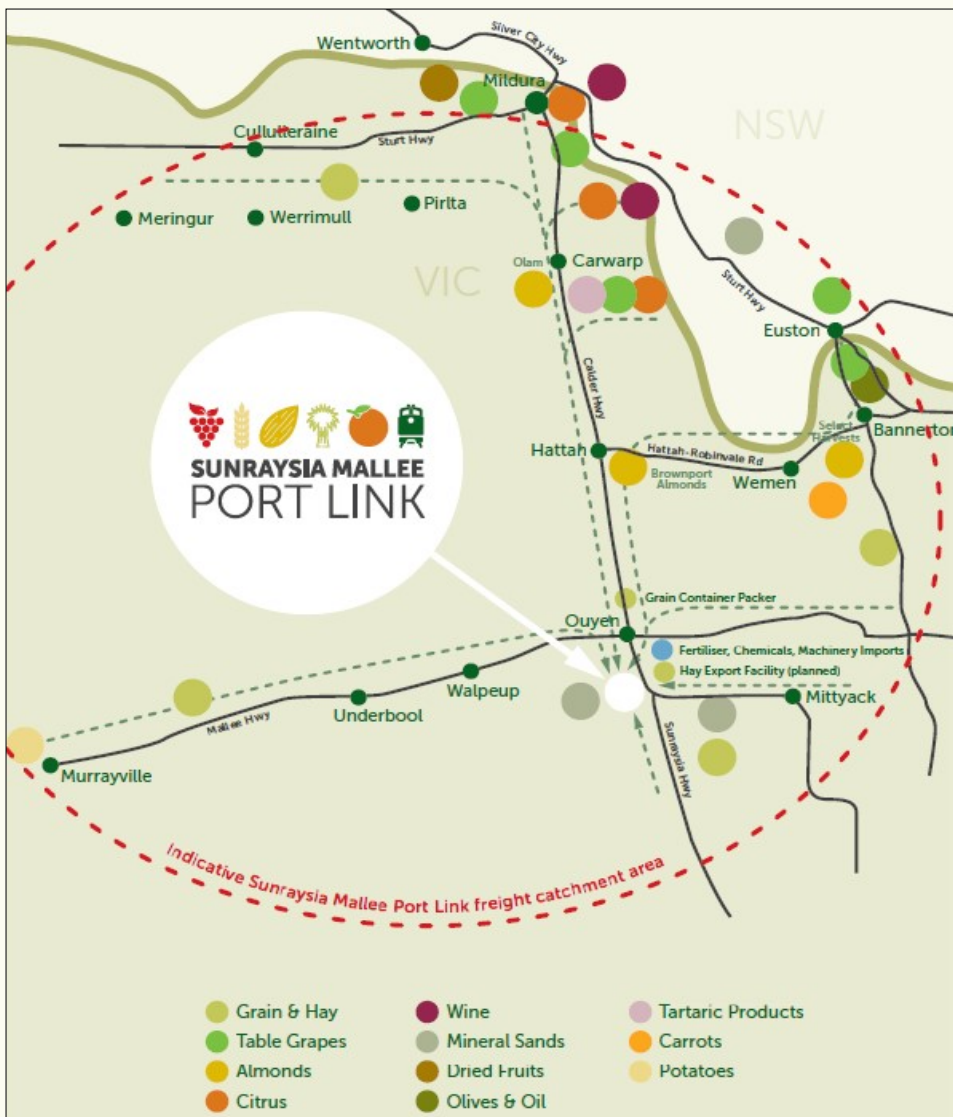 Wentworth
Silver City Hwy
Mildura
NSW
Cullulleraine
Sturt Hwy
Meringur
Werrimull
Pirlta
VIC
Olam
Carwarp
Sturt Hwy
Euston
Calder Hwy
SUNRAYSIA MALLEE
PORT LINK
Hattah
Hattah-Robinvale Rd
Select
Harvests
Bannerton
Brownport
Almonds
Wemen
Grain Container Packer
Ouyen
Fertiliser, Chemicals, Machinery Imports
Hay Export Facility (planned)
Walpeup
Underbool
Mittyack
Mallee Hwy
Sunraysia Hwy
Murrayville
Indicative Sunraysia Mallee Port Link freight catchment area
Grain & Hay
Table Grapes
Almonds
Citrus
Wine
Mineral Sands
Dried Fruits
Olives & Oil
Tartaric Products
Carrots
Potatoes